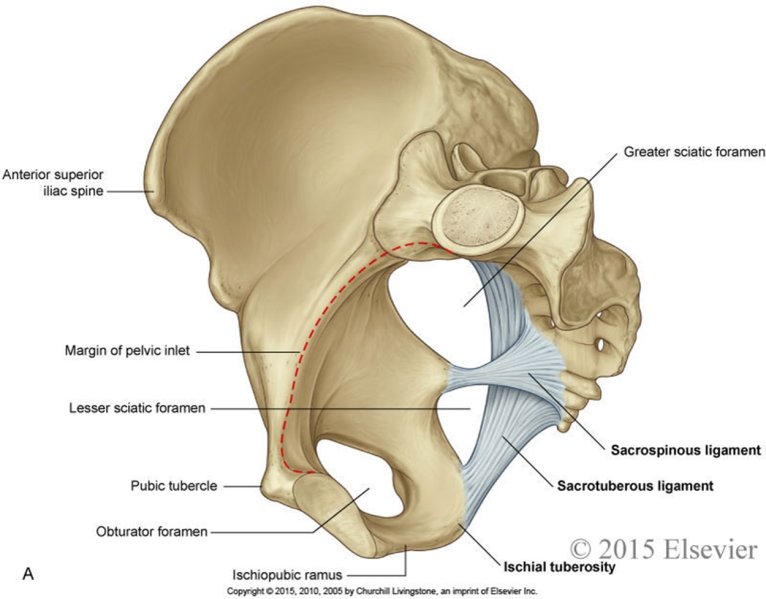 Greater sciatic foramen
Anterior superior
iliac spine
Margin of pelvic inlet
Lesser sciatic foramen
Sacrospinous ligament
Sacrotuberous ligament
Pubic tubercle
Obturator foramen
© 2015 Elsevier
Ischial tuberosity
A
Ischiopubic ramus
Copyright © 2015, 2010, 2005 by Churchill Livingstone, an imprint of Elsevier Inc.